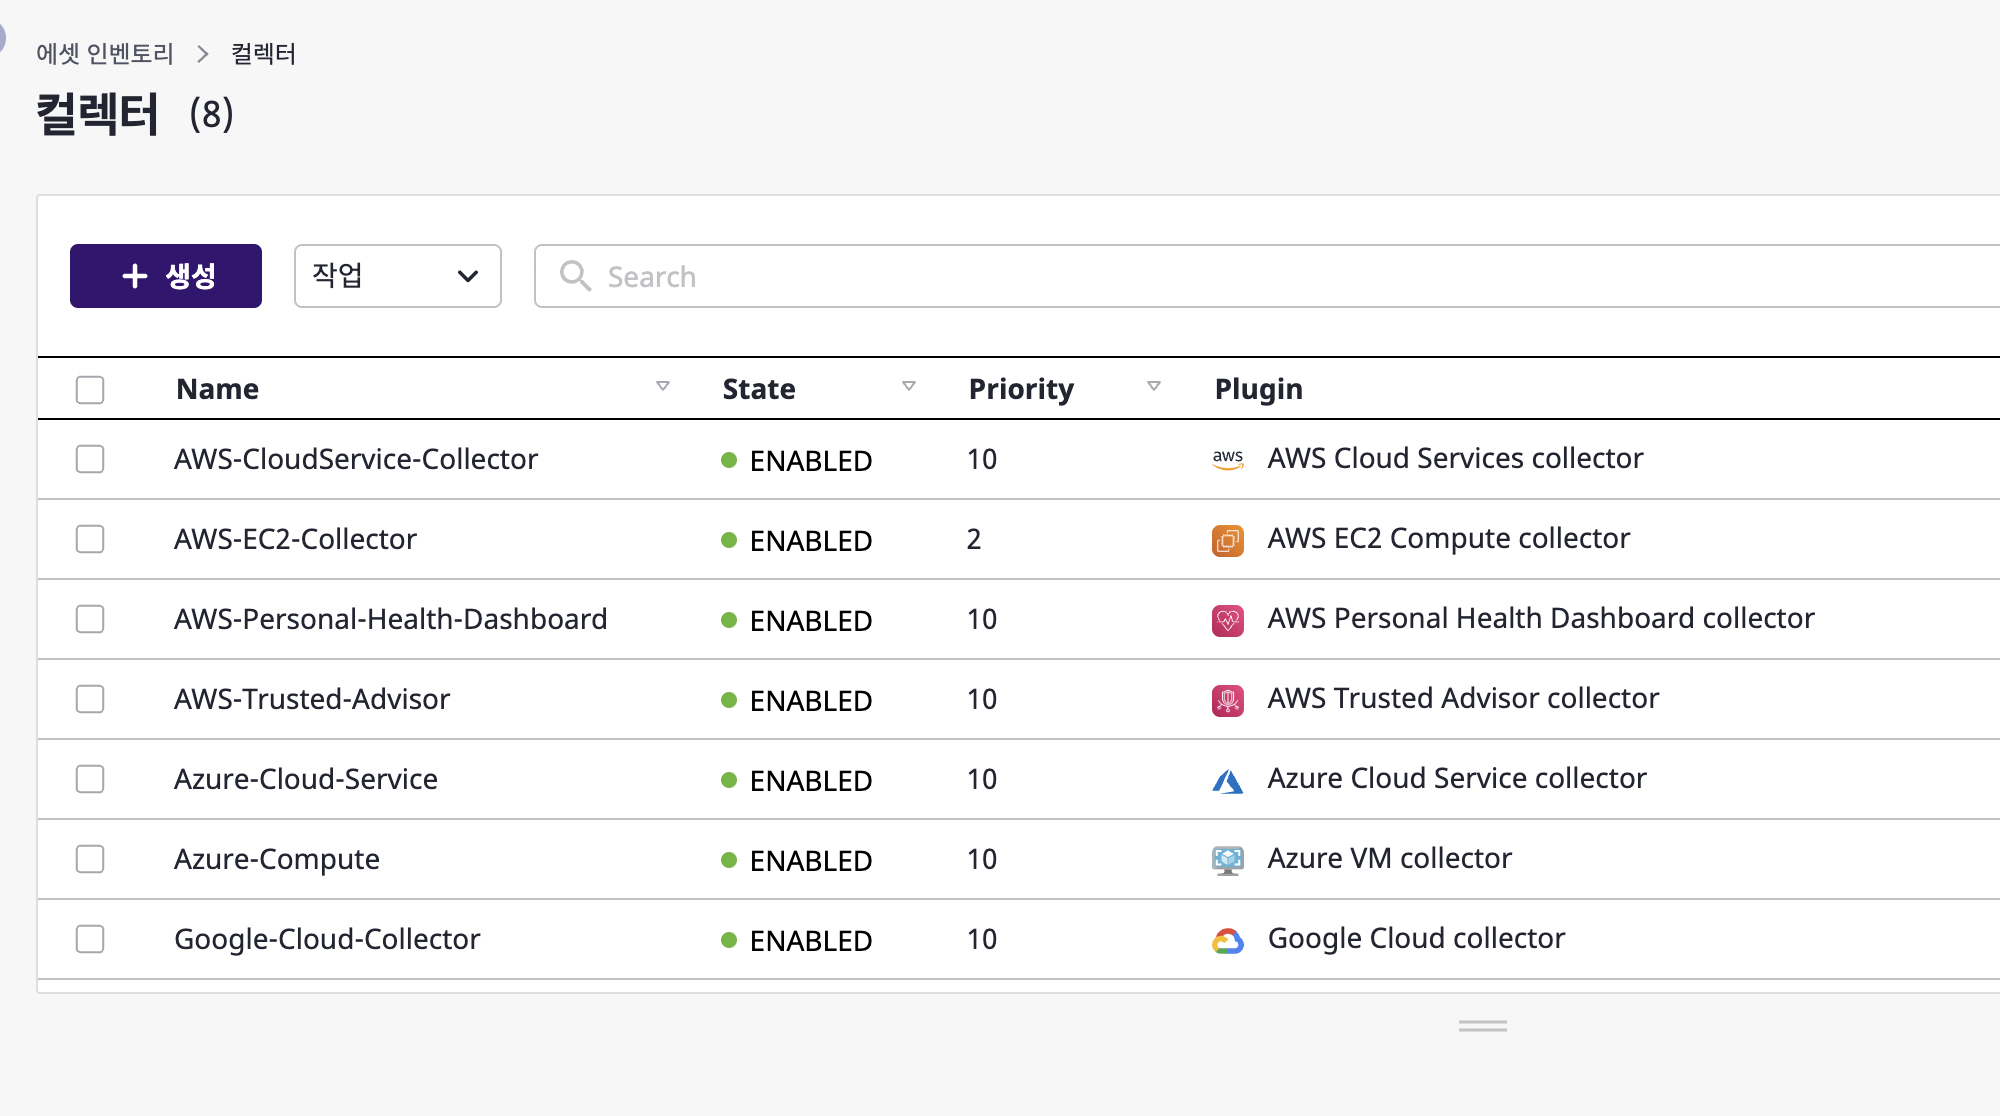 에셋 인벤토리 > 컬렉터
컬렉터 (8)
+ 생성 작업 Search
Name State Priority Plugin
AWS-CloudService-Collector ENABLED 10 aws AWS Cloud Services collector
AWS-EC2-Collector ENABLED 2 AWS EC2 Compute collector
AWS-Personal-Health-Dashboard ENABLED 10 AWS Personal Health Dashboard collector
AWS-Trusted-Advisor ENABLED 10 AWS Trusted Advisor collector
Azure-Cloud-Service ENABLED 10 Azure Cloud Service collector
Azure-Compute ENABLED 10 Azure VM collector
Google-Cloud-Collector ENABLED 10 Google Cloud collector